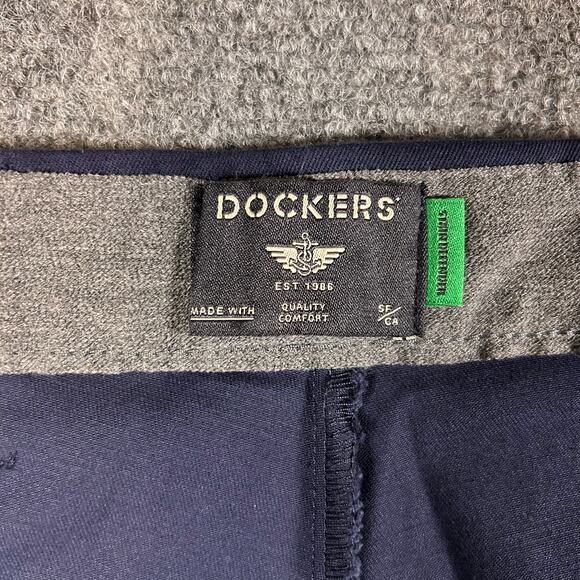 DOCKERS
EST 1986
MADE WITH
QUALITY
COMFORT
SF/CA